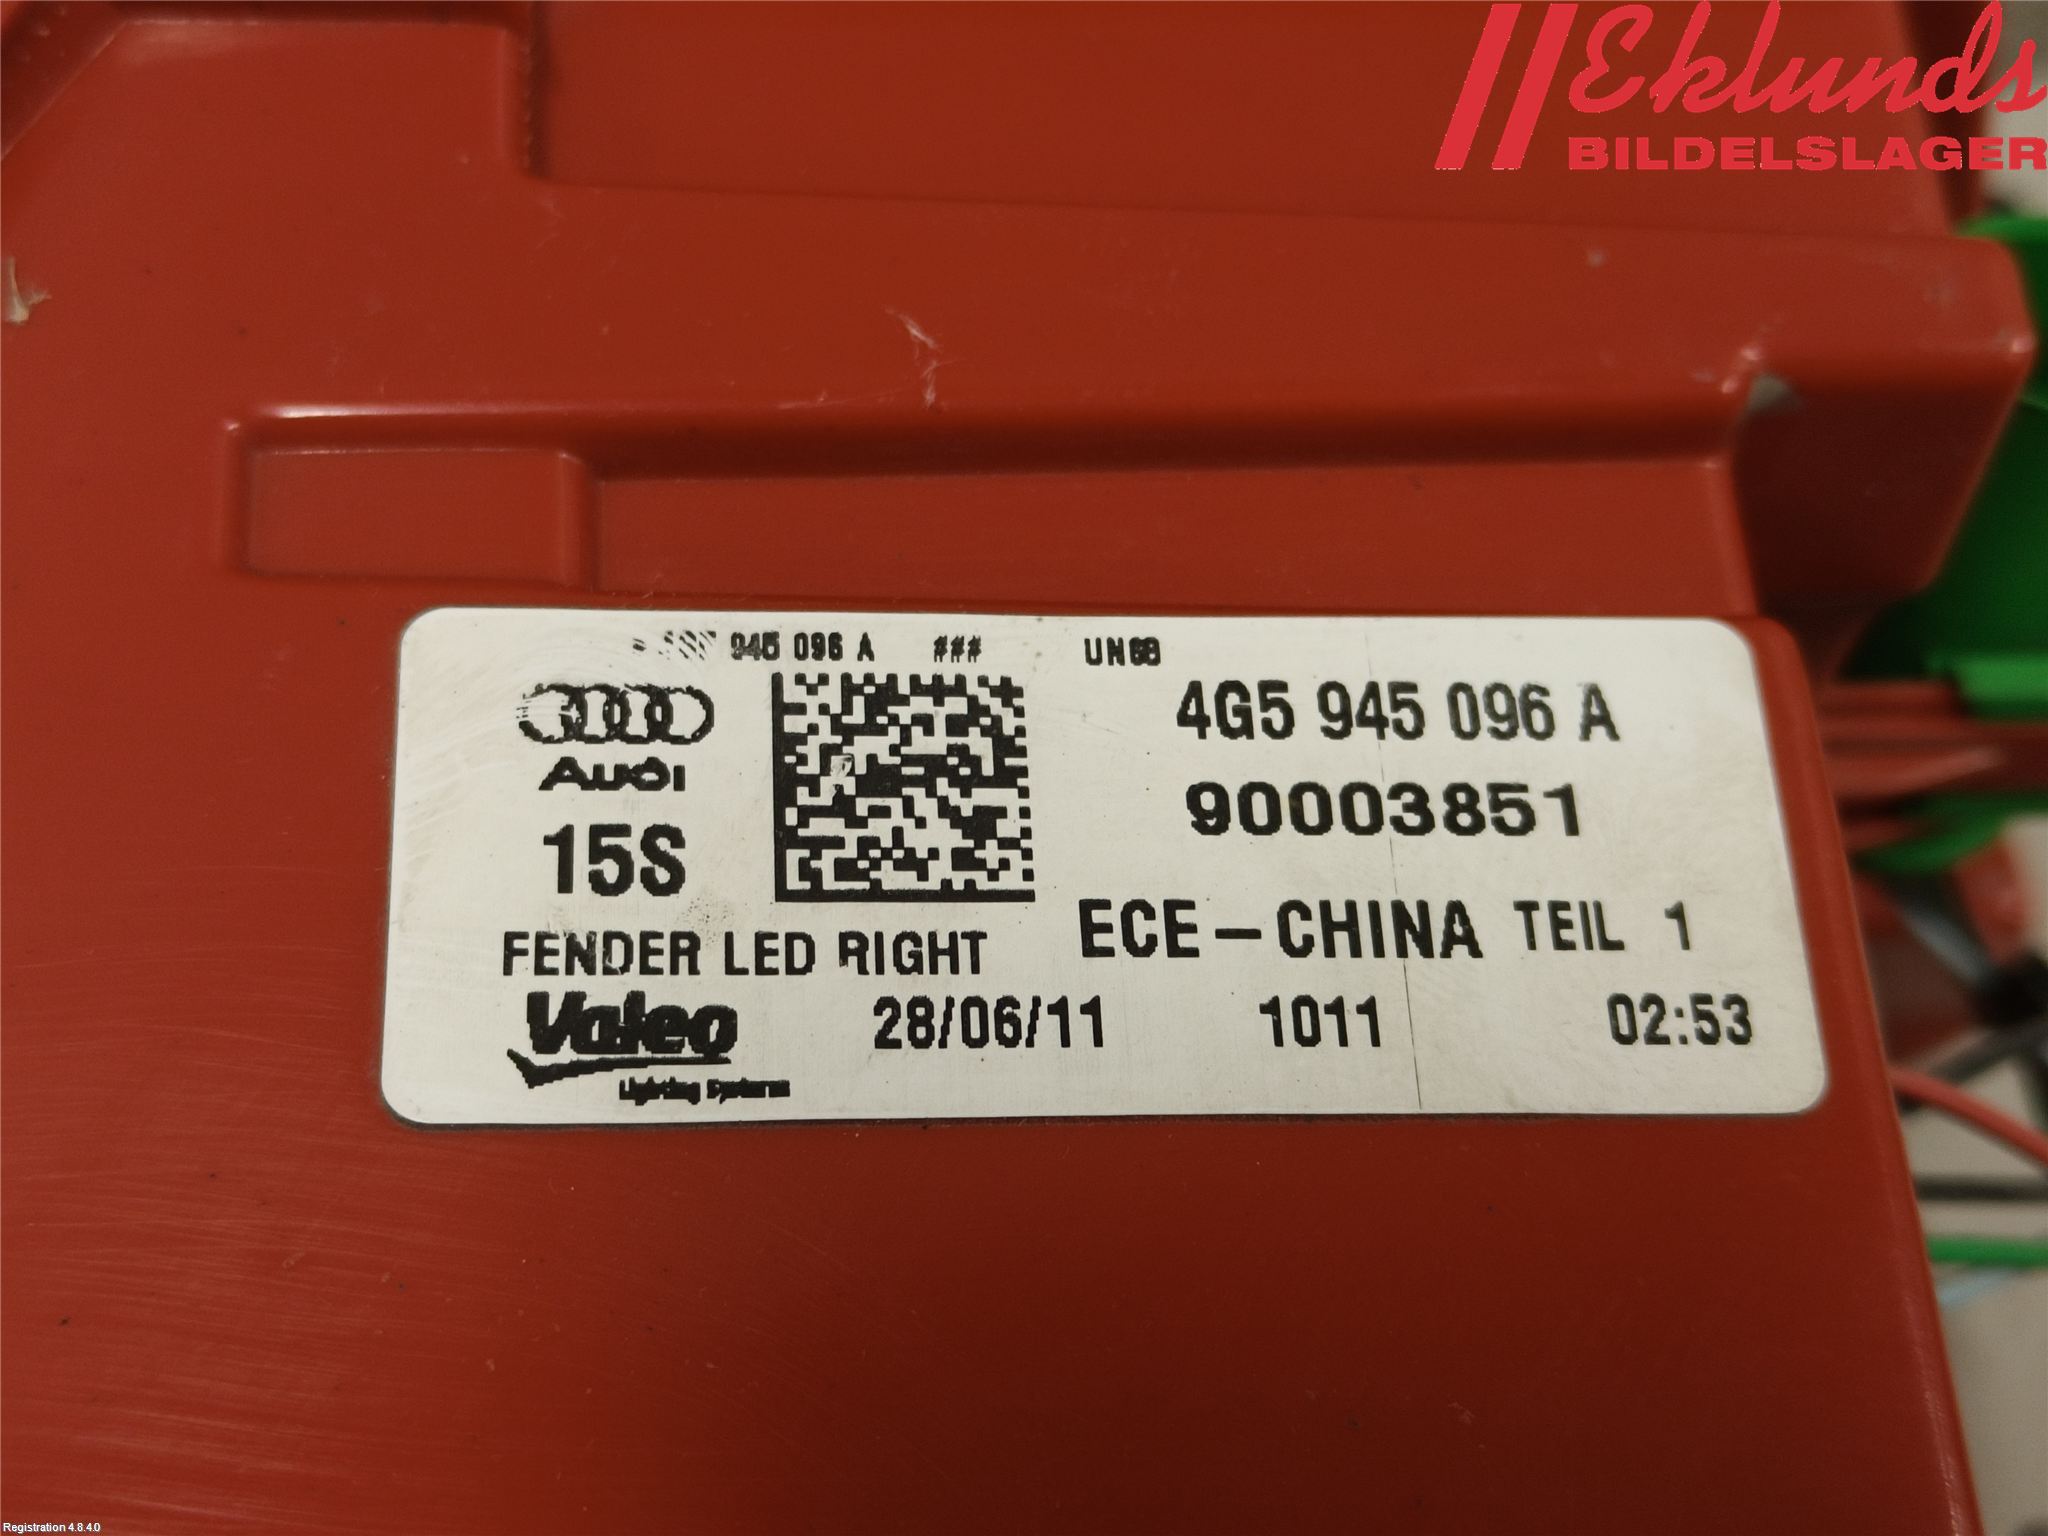 Eklunds
BILDELSLAGER
945 096 A ### UN6B
4G5 945 096 A
Audi
90003851
15S
ECE-CHINA TEIL 1
FENDER LED RIGHT
Valeo 28/06/11 1011 02:53
Lighting Systems
Registration 4.8.4.0